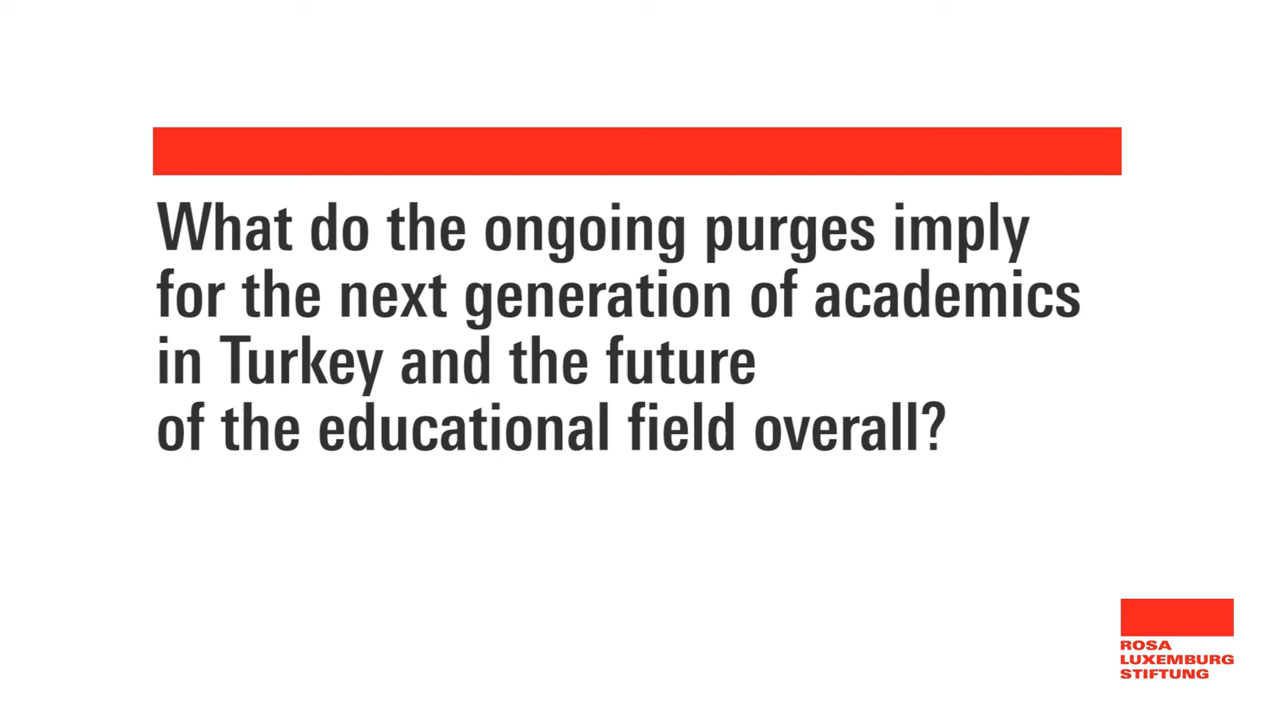 What do the ongoing purges imply
for the next generation of academics
in Turkey and the future
of the educational field overall?
ROSA
LUXEMBURG
STIFTUNG